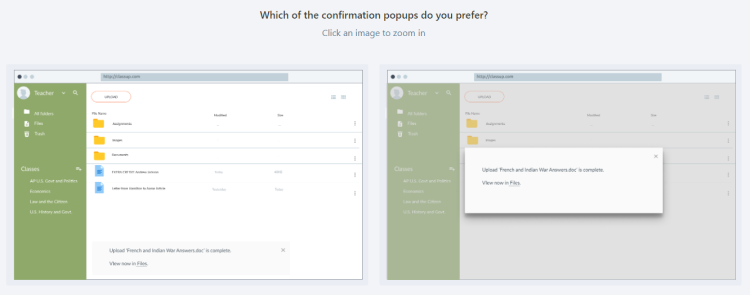 Which of the confirmation popups do you prefer?
Click an image to zoom in
http://classup.com
Teacher
UPLOAD
File Name
Modified
Size
All folders
Assignments
Files
Images
Trash
Documents
Classes
AP U.S. Govt and Politics
Economics
Law and the Citizen
U.S. History and Govt
Upload 'French and Indian War Answers.doc' is complete.
View now in Files.
http://classup.com
Teacher
UPLOAD
File Name
Modified
Size
All folders
Assignments
Files
Images
Trash
Classes
AP U.S. Govt and Politics
Economics
Law and the Citizen
U.S. History and Govt
Upload 'French and Indian War Answers.doc' is complete.
View now in Files.